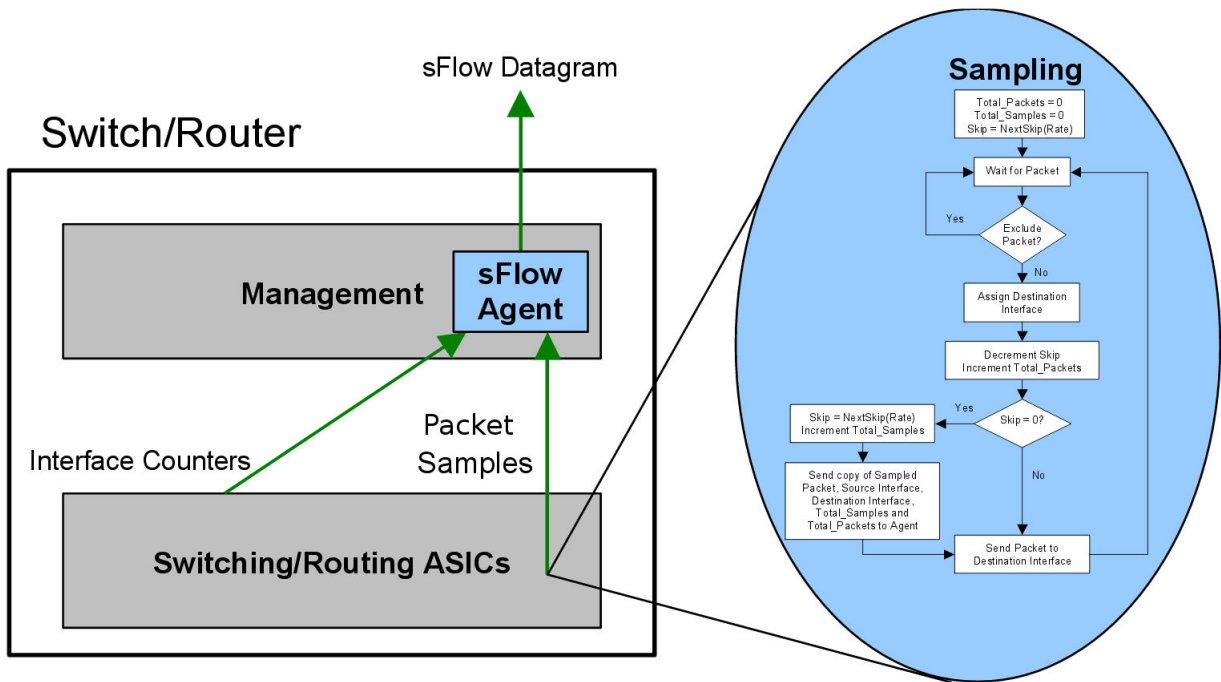 sFlow Datagram
Switch/Router
Management
sFlow
Agent
Interface Counters
Packet
Samples
Switching/Routing ASICs
Sampling
Total_Packets = 0
Total_Samples = 0
Skip = NextSkip(Rate)
Wait for Packet
Yes
Exclude
Packet?
No
Assign Destination
Interface
Decrement Skip
Increment Total_Packets
Skip = 0?
Yes
Skip = NextSkip(Rate)
Increment Total_Samples
Send copy of Sampled
Packet, Source Interface,
Destination Interface,
Total_Samples and
Total_Packets to Agent
No
Send Packet to
Destination Interface